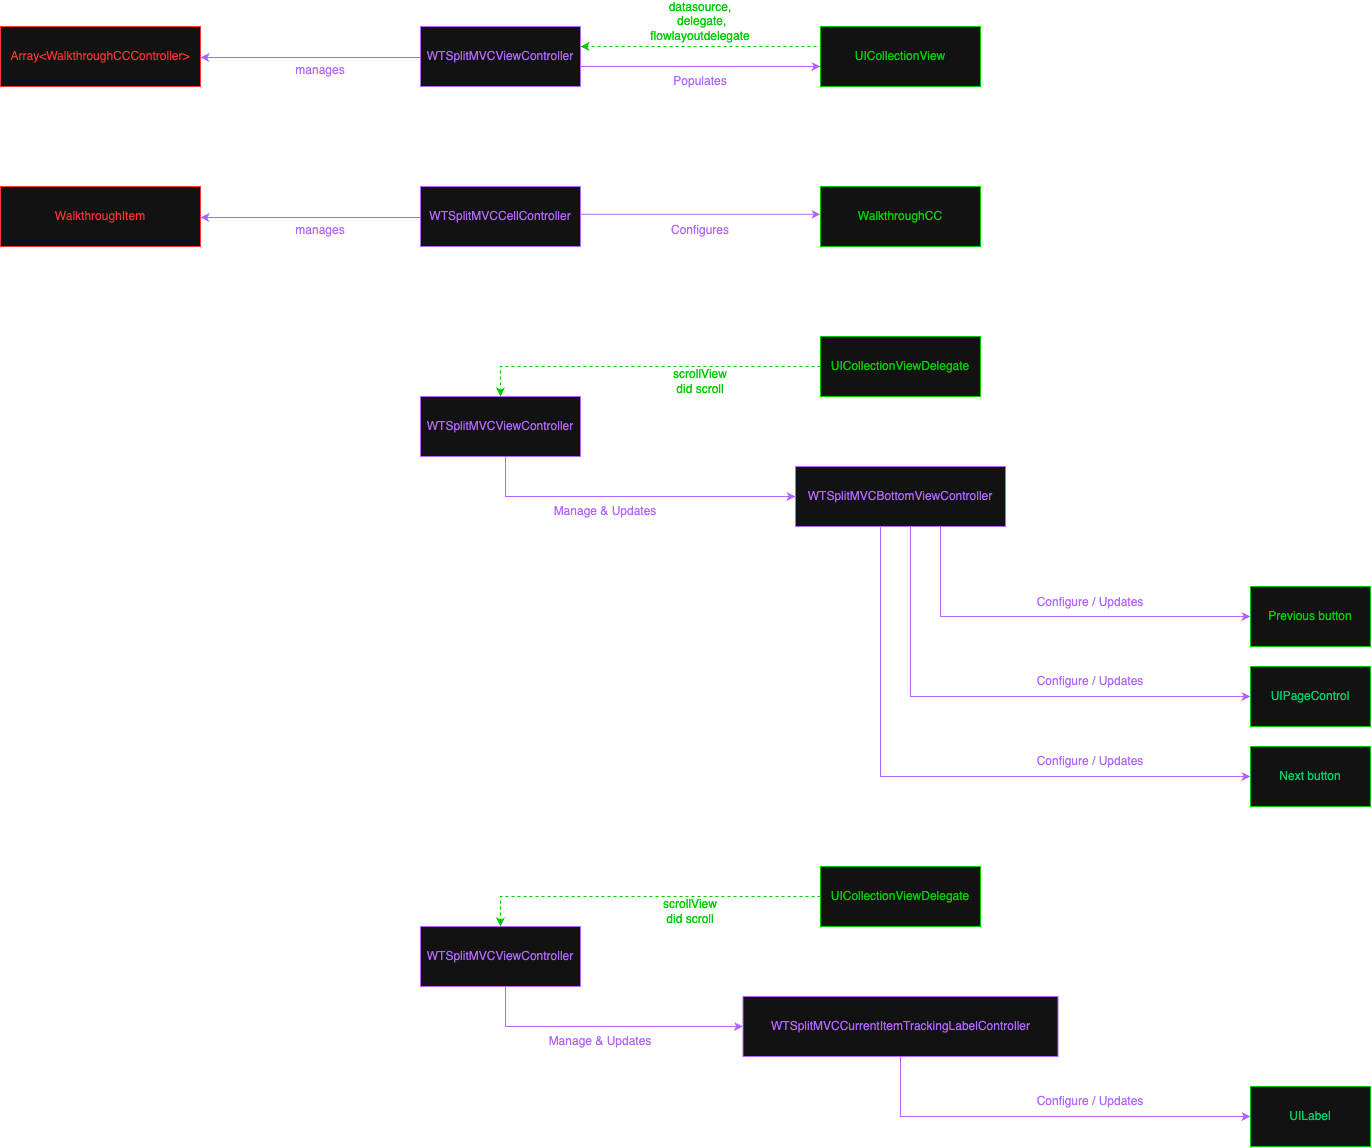 datasource,
delegate,
flowlayoutdelegate
Array<WalkthroughCCController>
manages
WTSplitMVCViewController
Populates
UICollectionView
WalkthroughItem
manages
WTSplitMVCCellController
Configures
WalkthroughCC
UICollectionViewDelegate
scrollView
did scroll
WTSplitMVCViewController
Manage & Updates
WTSplitMVCBottomViewController
Configure / Updates
Previous button
Configure / Updates
UIPageControl
Configure / Updates
Next button
UICollectionViewDelegate
scrollView
did scroll
WTSplitMVCViewController
Manage & Updates
WTSplitMVCCurrentItemTrackingLabelController
Configure / Updates
UILabel